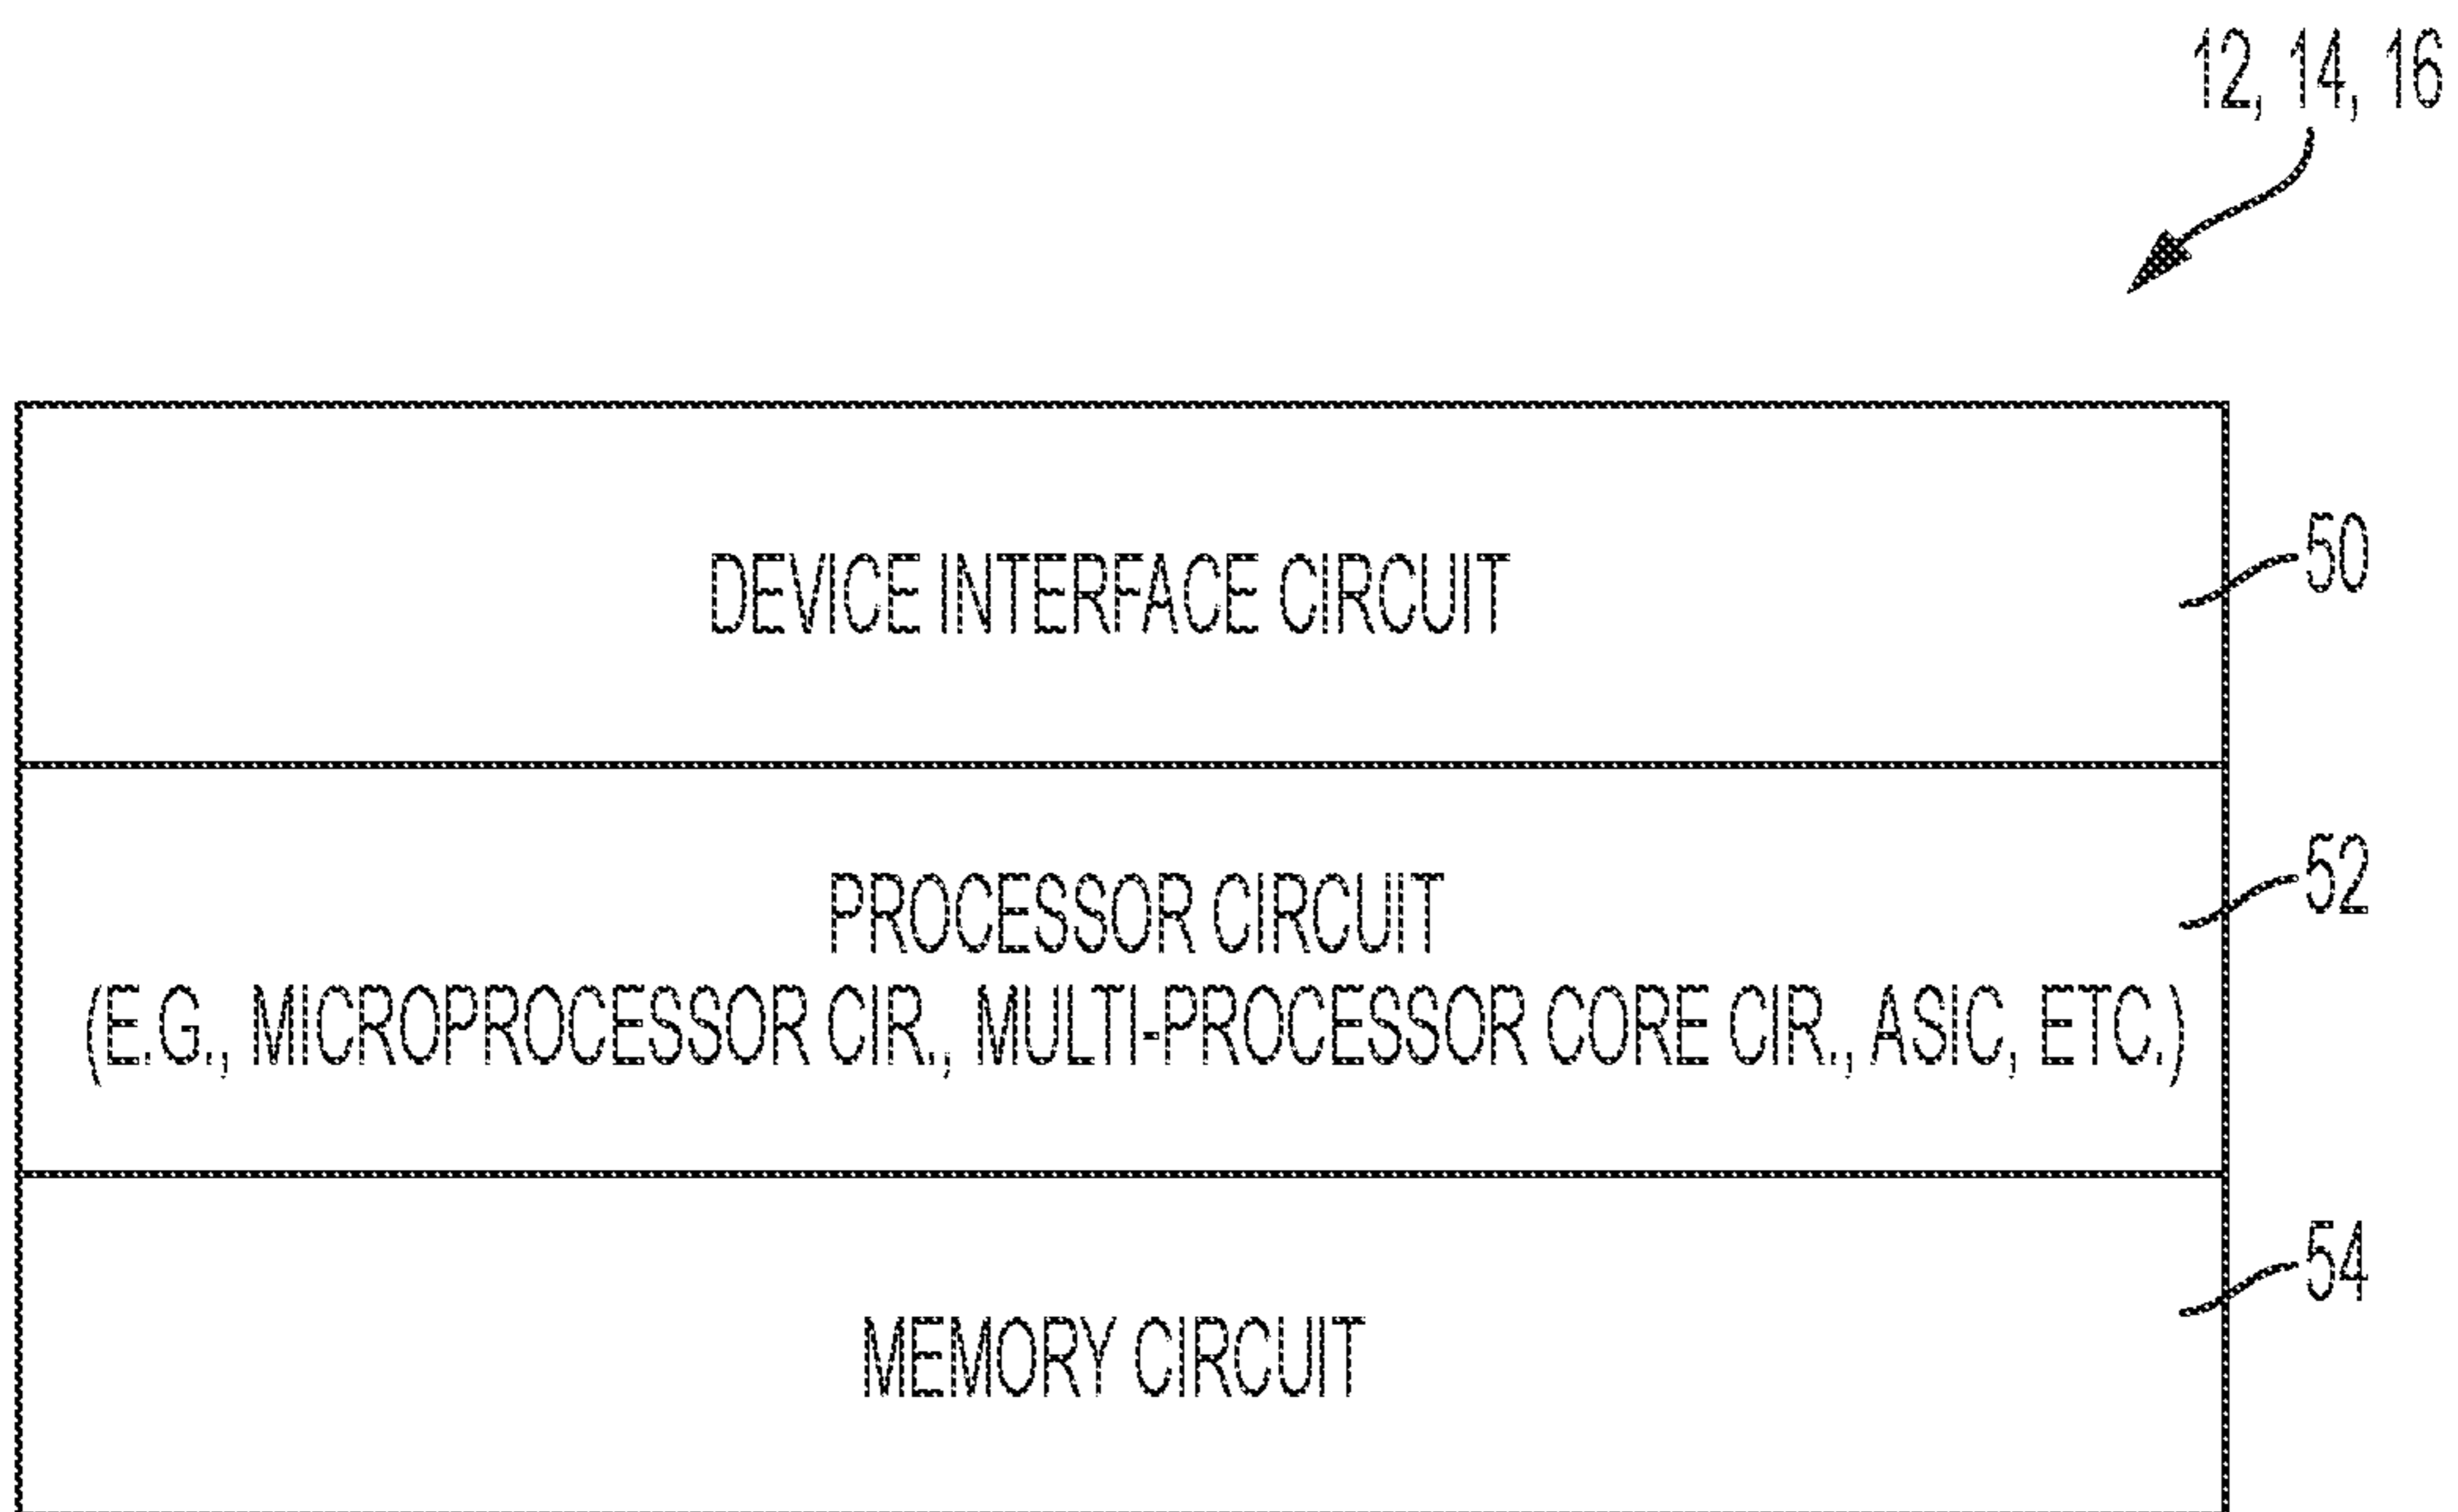 12, 14, 16
DEVICE INTERFACE CIRCUIT
50
PROCESSOR CIRCUIT
52
(E.G., MICROPROCESSOR CIR., MULTI-PROCESSOR CORE CIR., ASIC, ETC.)
MEMORY CIRCUIT
54